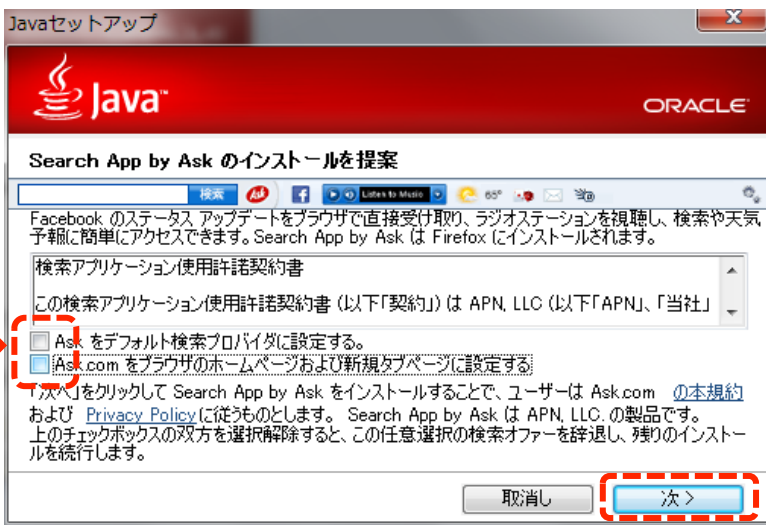 Javaセットアップ
Java™
ORACLE
Search App by Ask のインストールを提案
検索 Ask Listen to Music 65°
Facebook のステータス アップデートをブラウザで直接受け取り、ラジオステーションを視聴し、検索や天気
予報に簡単にアクセスできます。Search App by Ask は Firefox にインストールされます。
検索アプリケーション使用許諾契約書
この検索アプリケーション使用許諾契約書 (以下「契約」) は APN, LLC (以下「APN」、「当社」
Ask をデフォルト検索プロバイダに設定する。
Ask.com をブラウザのホームページおよび新規タブページに設定する
「次へ」をクリックして Search App by Ask をインストールすることで、ユーザーは Ask.com の本規約
および Privacy Policy に従うものとします。 Search App by Ask は APN, LLC. の製品です。
上のチェックボックスの双方を選択解除すると、この任意選択の検索オファーを辞退し、残りのインストー
ルを続行します。
取消し 次 >